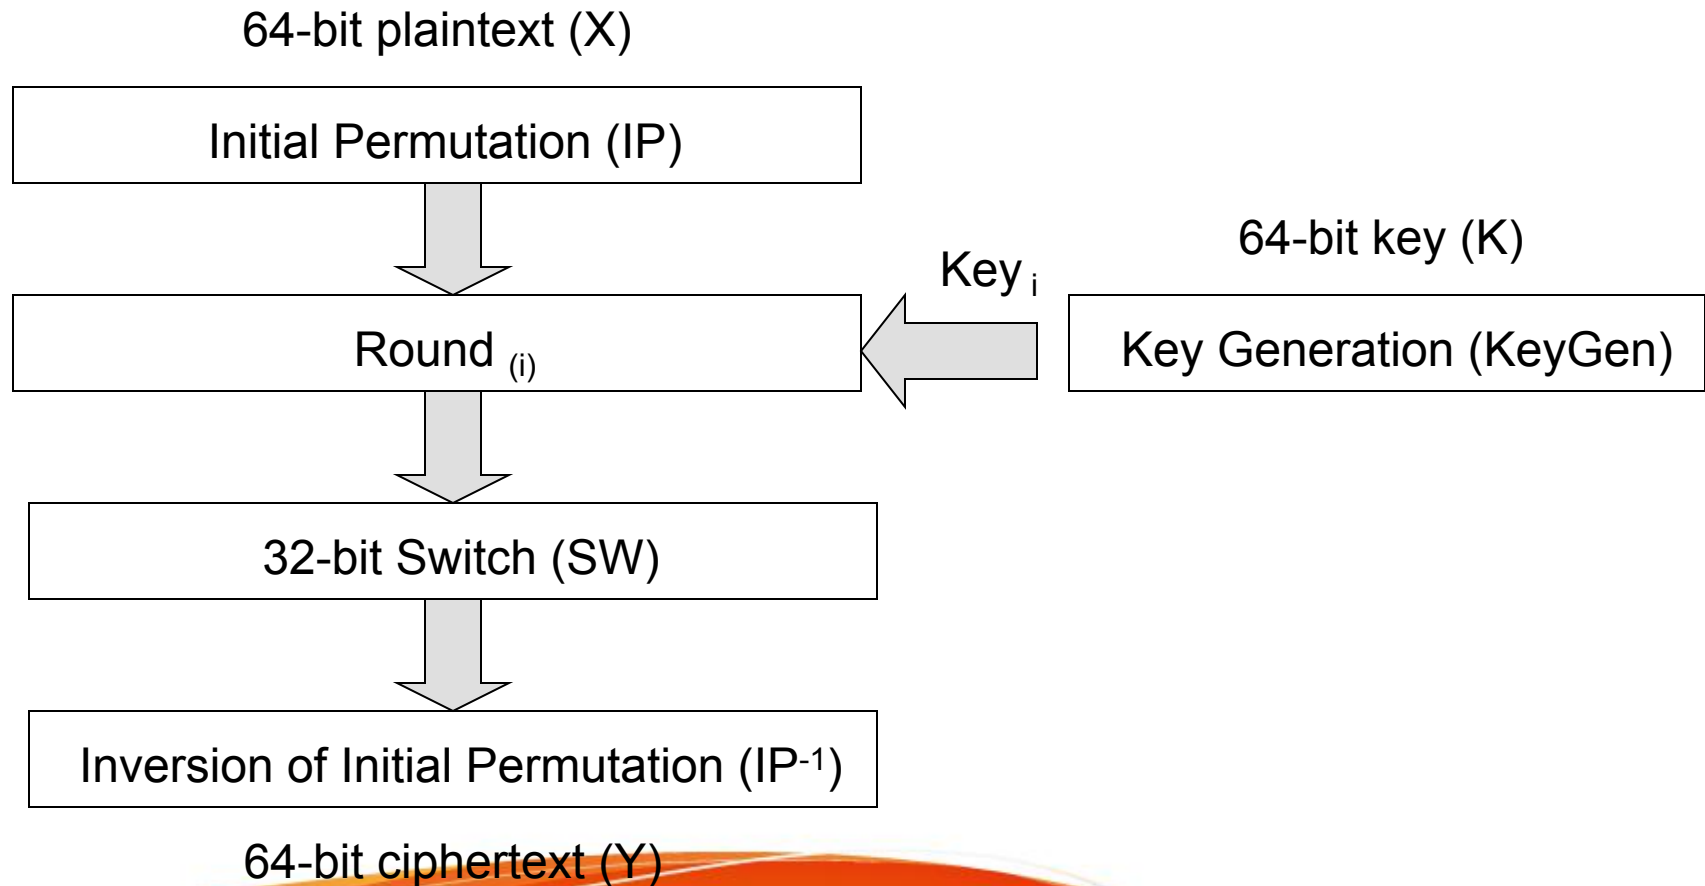 64-bit plaintext (X)
Initial Permutation (IP)
64-bit key (K)
Key i
Round (i)
Key Generation (KeyGen)
32-bit Switch (SW)
Inversion of Initial Permutation (IP-1)
64-bit ciphertext (Y)